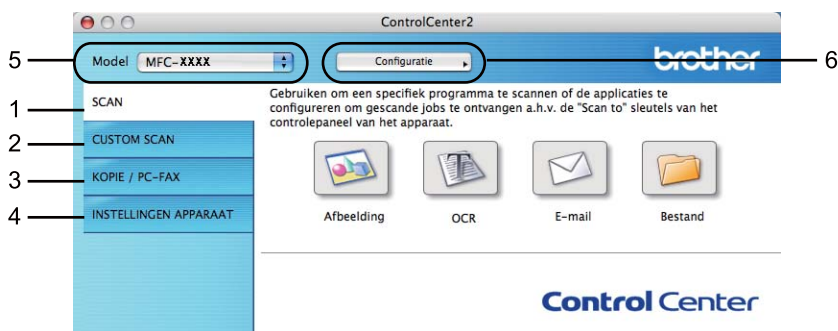 ControlCenter2
5
Model MFC-XXXX
Configuratie
brother
6
1
SCAN
Gebruiken om een specifiek programma te scannen of de applicaties te
configureren om gescande jobs te ontvangen a.h.v. de "Scan to" sleutels van het
controlepaneel van het apparaat.
2
CUSTOM SCAN
3
KOPIE / PC-FAX
4
INSTELLINGEN APPARAAT
Afbeelding
OCR
E-mail
Bestand
Control Center